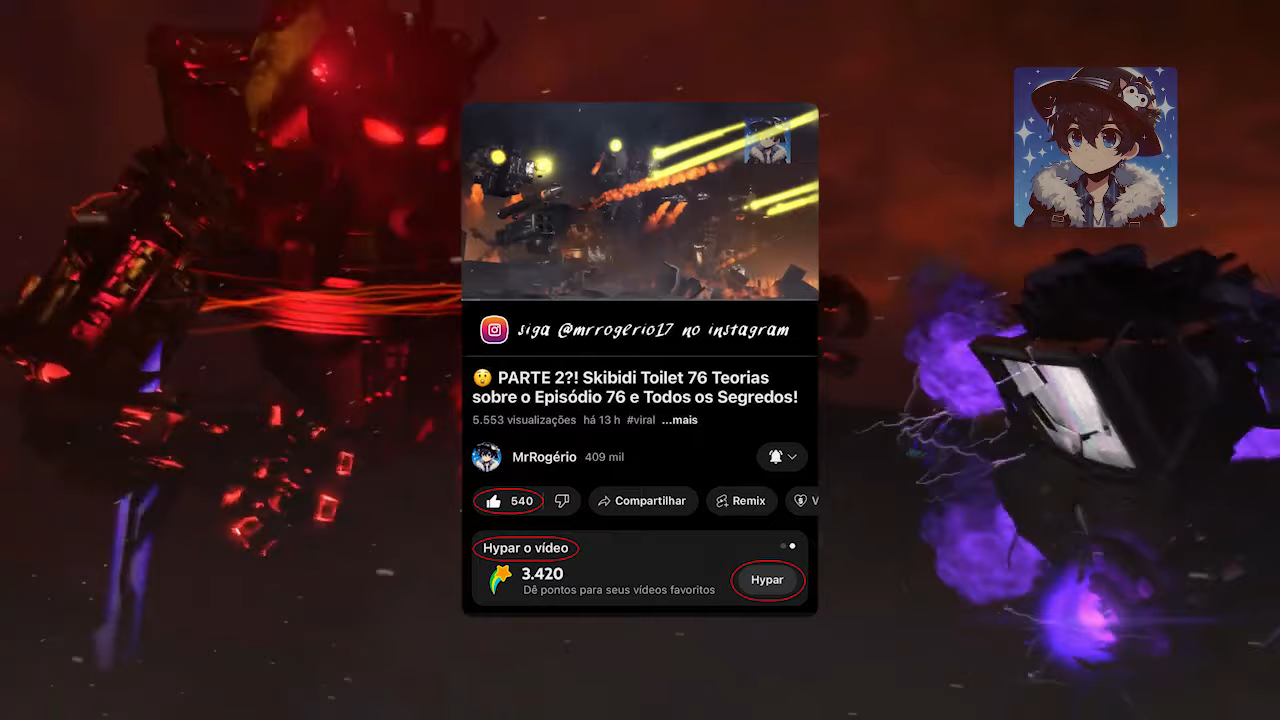 siga @mrrogerio17 no instagram
😲 PARTE 2?! Skibidi Toilet 76 Teorias
sobre o Episódio 76 e Todos os Segredos!
5.553 visualizações há 13 h #viral ...mais
MrRogério 409 mil
540 Compartilhar Remix V
Hypar o vídeo
3.420
Dê pontos para seus vídeos favoritos
Hypar